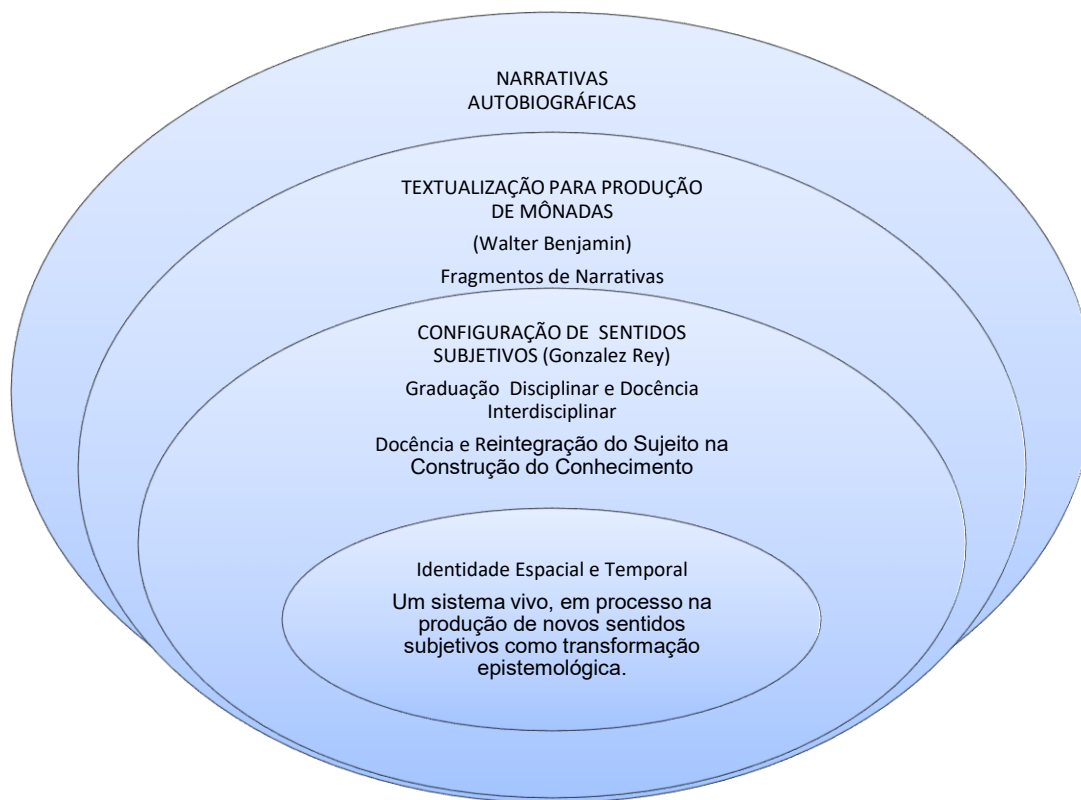 NARRATIVAS
AUTOBIOGRÁFICAS
TEXTUALIZAÇÃO PARA PRODUÇÃO
DE MÔNADAS
(Walter Benjamin)
Fragmentos de Narrativas
CONFIGURAÇÃO DE SENTIDOS
SUBJETIVOS (Gonzalez Rey)
Graduação Disciplinar e Docência
Interdisciplinar
Docência e Reintegração do Sujeito na
Construção do Conhecimento
Identidade Espacial e Temporal
Um sistema vivo, em processo na
produção de novos sentidos
subjetivos como transformação
epistemológica.